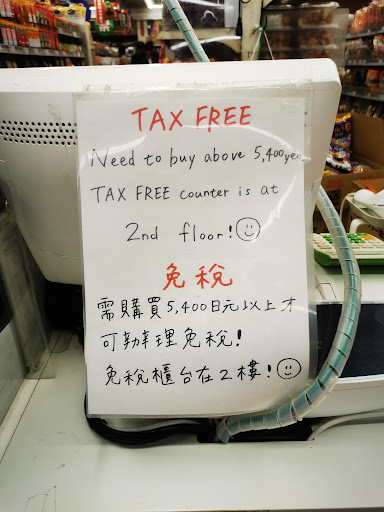 TAX FREE
Need to buy above 5,400yen
TAX FREE counter is at
2nd floor!
免稅
需購買5,400日元以上才
可辦理免稅!
免稅櫃台在2樓!